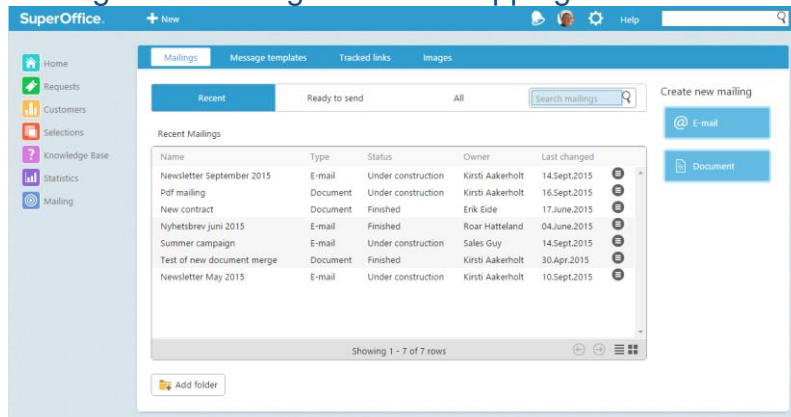 SuperOffice.
New
Help
Home
Requests
Customers
Selections
Knowledge Base
Statistics
Mailing
Mailings Message templates Tracked links Images
Recent Ready to send All Search mailings
Recent Mailings
Name Type Status Owner Last changed
Newsletter September 2015 E-mail Under construction Kirsti Aakerholt 14.Sept.2015
Pdf mailing Document Under construction Kirsti Aakerholt 16.Sept.2015
New contract Document Finished Erik Eide 17.June.2015
Nyhetsbrev juni 2015 E-mail Finished Roar Hatteland 04.June.2015
Summer campaign E-mail Under construction Sales Guy 14.Sept.2015
Test of new document merge Document Finished Kirsti Aakerholt 30.Apr.2015
Newsletter May 2015 E-mail Under construction Kirsti Aakerholt 10.Sept.2015
Showing 1 - 7 of 7 rows
Add folder
Create new mailing
@ E-mail
Document